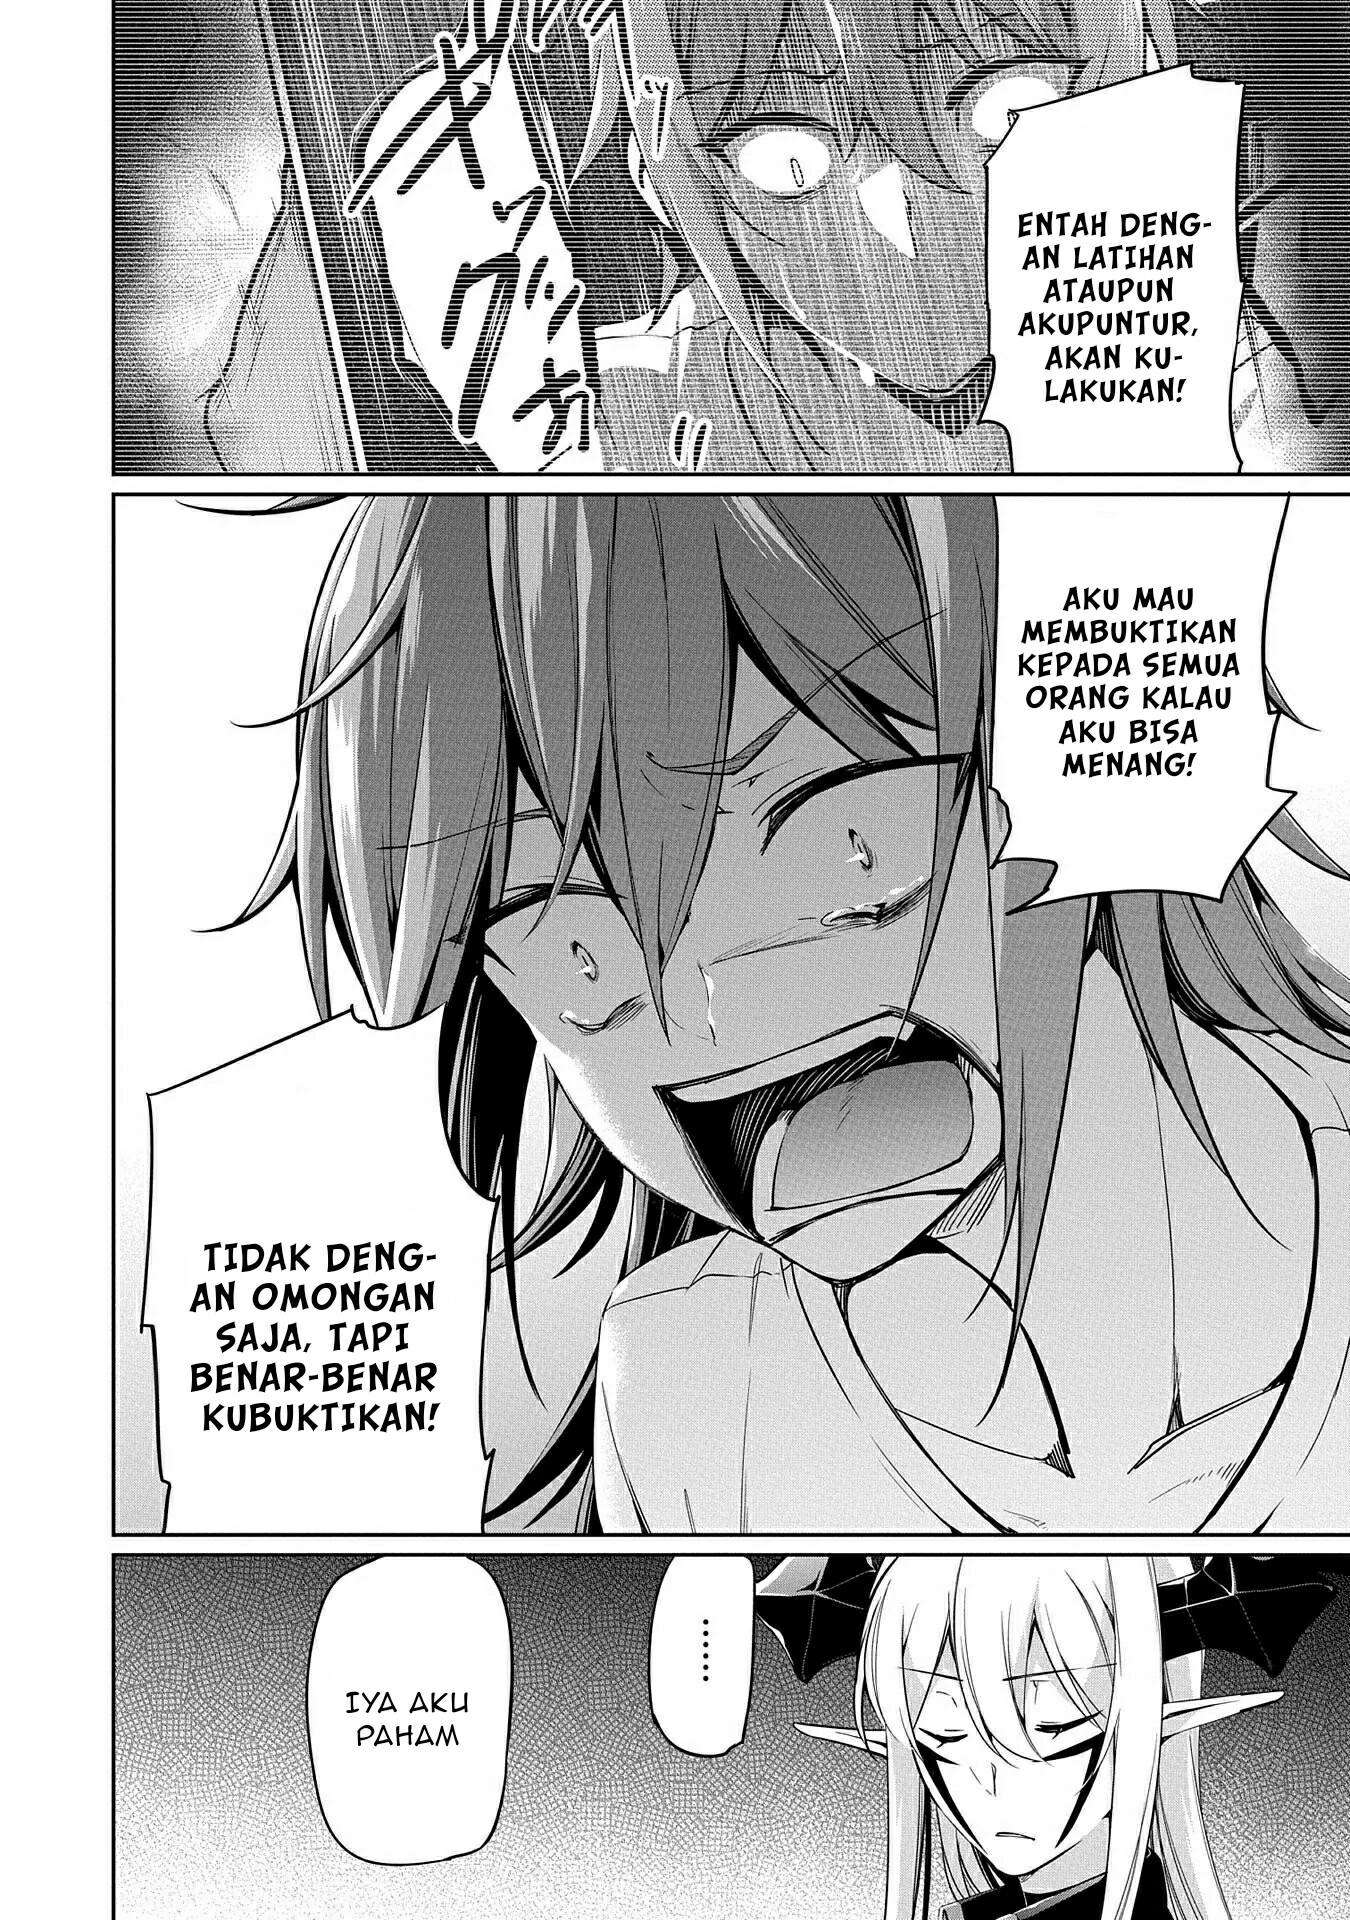 ENTAH DENG-
AN LATIHAN
ATAUPUN
AKUPUNTUR,
AKAN KU-
LAKUKAN!
AKU MAU
MEMBUKTIKAN
KEPADA SEMUA
ORANG KALAU
AKU BISA
MENANG!
TIDAK DENG-
AN OMONGAN
SAJA, TAPI
BENAR-BENAR
KUBUKTIKAN!
......
IYA AKU
PAHAM